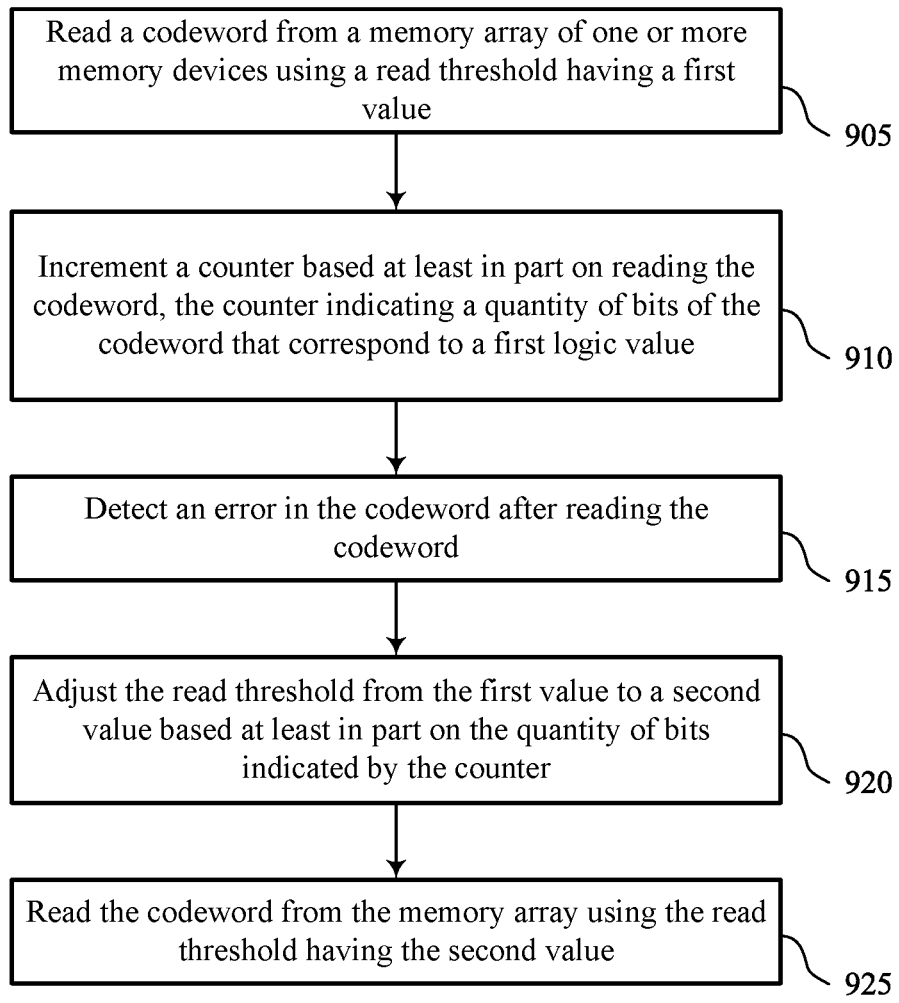 Read a codeword from a memory array of one or more
memory devices using a read threshold having a first
value
905
Increment a counter based at least in part on reading the
codeword, the counter indicating a quantity of bits of the
codeword that correspond to a first logic value
910
Detect an error in the codeword after reading the
codeword
915
Adjust the read threshold from the first value to a second
value based at least in part on the quantity of bits
indicated by the counter
920
Read the codeword from the memory array using the read
threshold having the second value
925